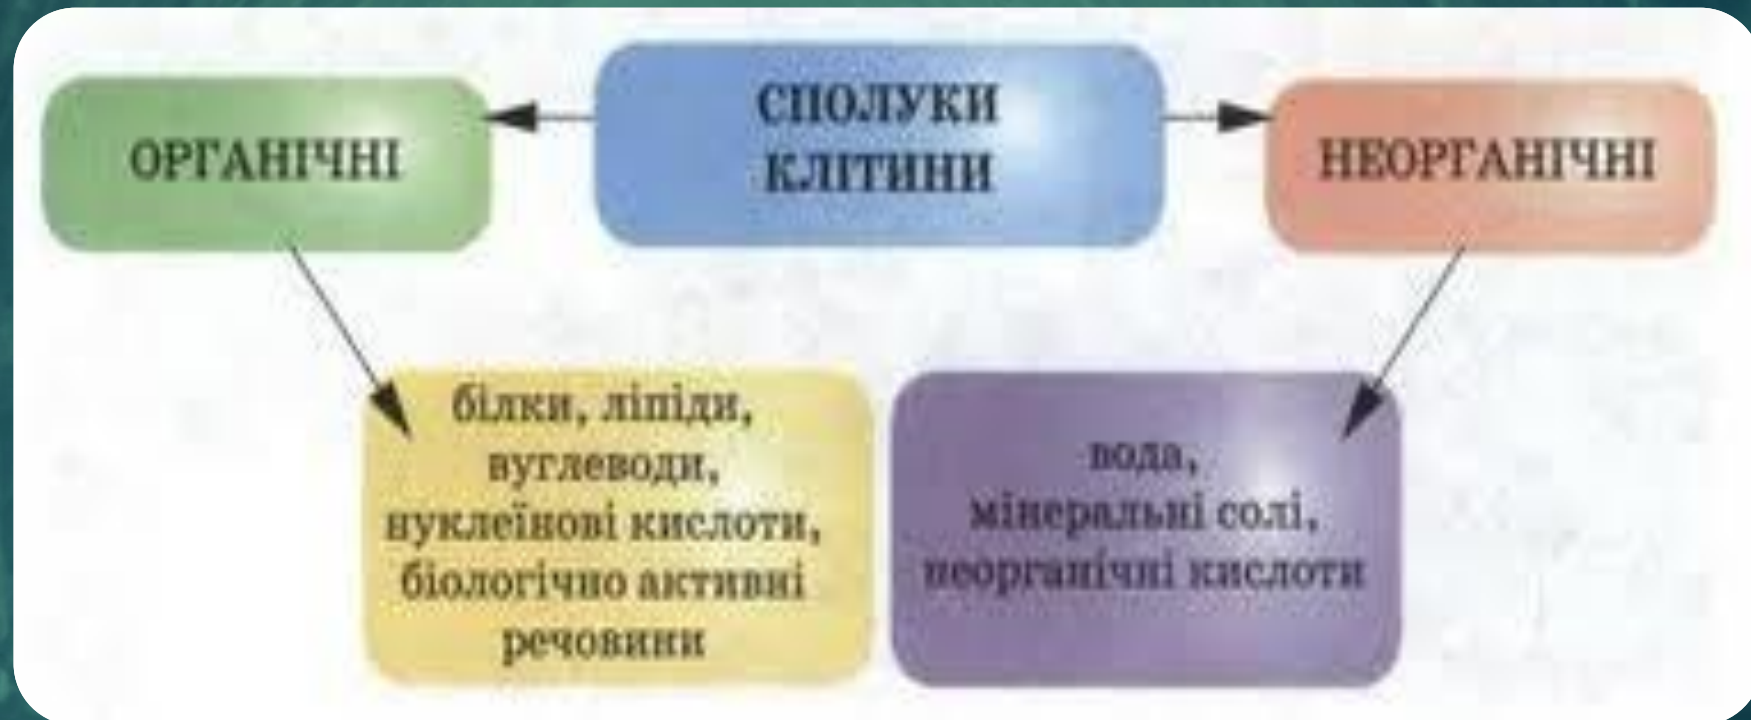 СПОЛУКИ
КЛІТИНИ
ОРГАНІЧНІ
НЕОРГАНІЧНІ
білки, ліпіди,
вуглеводи,
нуклеїнові кислоти,
біологічно активні
речовини
вода,
мінеральні солі,
неорганічні кислоти